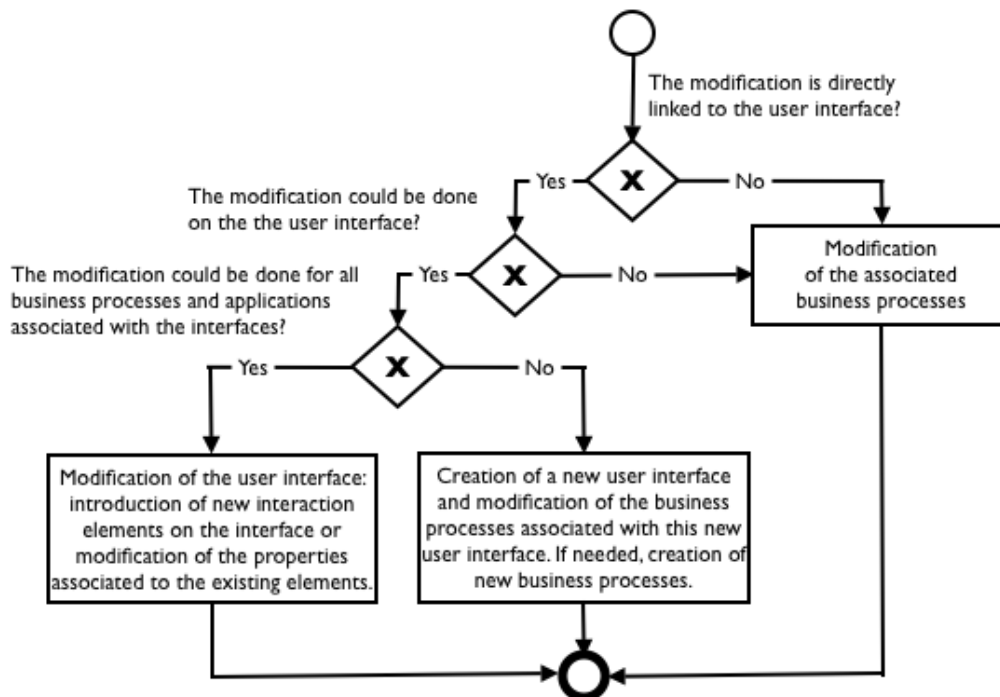 The modification is directly
linked to the user interface?
X
Yes
No
The modification could be done
on the the user interface?
X
Yes
No
Modification
of the associated
business processes
The modification could be done for all
business processes and applications
associated with the interfaces?
X
Yes
No
Modification of the user interface:
introduction of new interaction
elements on the interface or
modification of the properties
associated to the existing elements.
Creation of a new user interface
and modification of the business
processes associated with this new
user interface. If needed, creation of
new business processes.